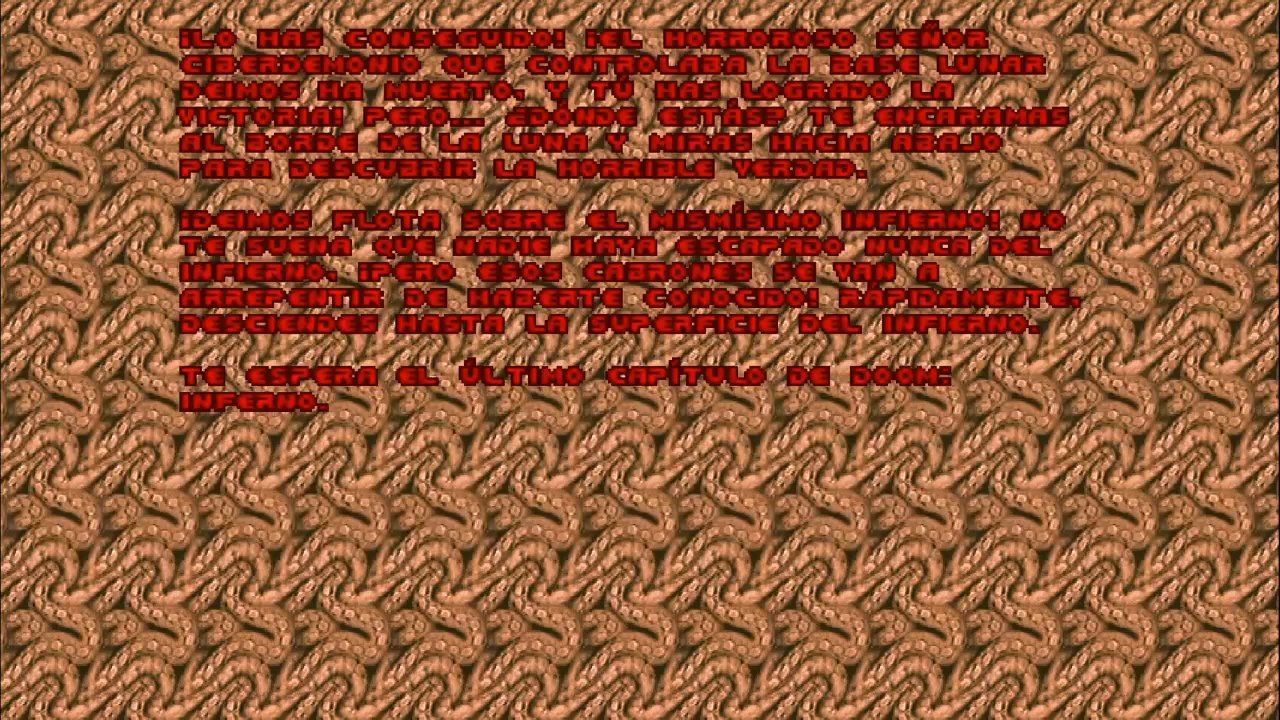 ¡LO HAS CONSEGUIDO! ¡EL HORROROSO SEÑOR
CIBERDEMONIO QUE CONTROLABA LA BASE LUNAR
DEIMOS HA MUERTO, Y TÚ HAS LOGRADO LA
VICTORIA! PERO... ¿DÓNDE ESTÁS? TE ENCARAMAS
AL BORDE DE LA LUNA Y MIRAS HACIA ABAJO
PARA DESCUBRIR LA HORRIBLE VERDAD.
¡DEIMOS FLOTA SOBRE EL MISMÍSIMO INFIERNO! NO
TE SUENA QUE NADIE HAYA ESCAPADO NUNCA DEL
INFIERNO, ¡PERO ESOS CABRONES SE VAN A
ARREPENTIR DE HABERTE CONOCIDO! RÁPIDAMENTE,
DESCIENDES HASTA LA SUPERFICIE DEL INFIERNO.
TE ESPERA EL ÚLTIMO CAPÍTULO DE DOOM:
INFERNO.